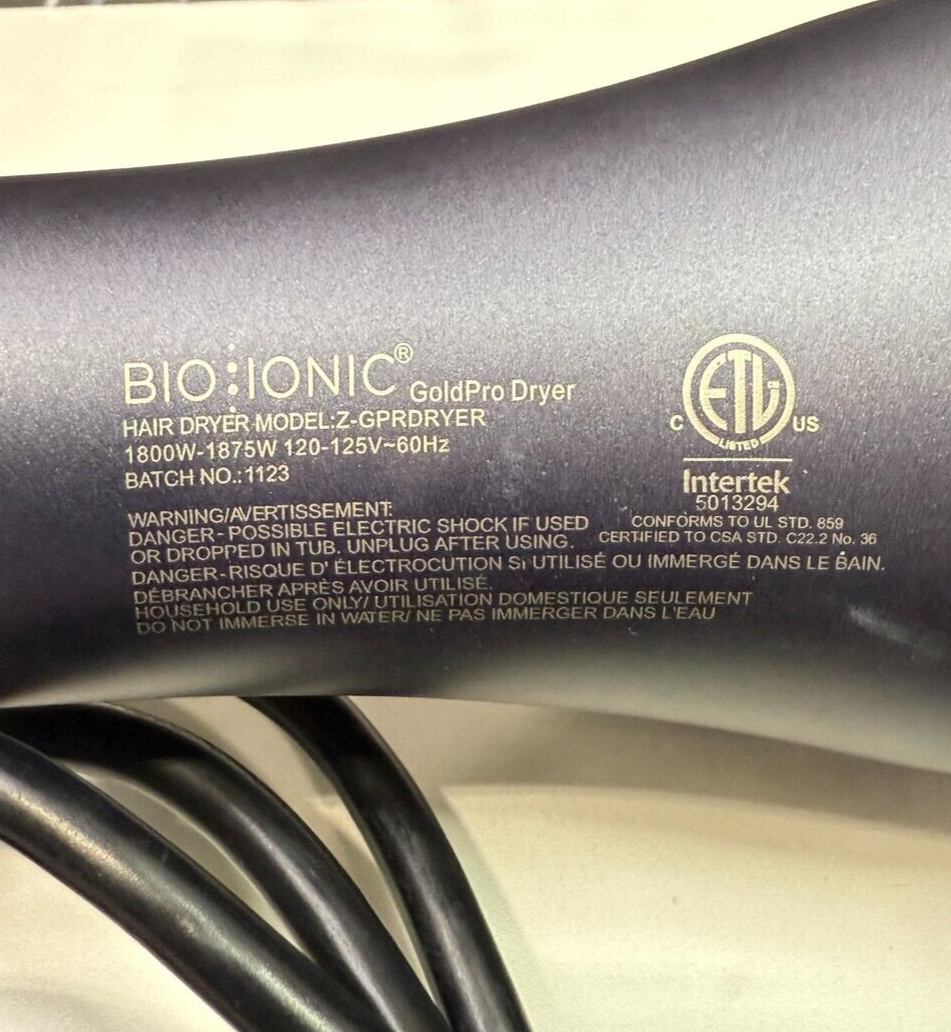 BIO IONIC® GoldPro Dryer
HAIR DRYER MODEL:Z-GPRDRYER
1800W-1875W 120-125V~60Hz
BATCH NO.:1123
WARNING/AVERTISSEMENT:
DANGER-POSSIBLE ELECTRIC SHOCK IF USED
OR DROPPED IN TUB. UNPLUG AFTER USING.
DANGER-RISQUE D' ÉLECTROCUTION SI UTILISÉ OU IMMERGÉ DANS LE BAIN.
DÉBRANCHER APRÈS AVOIR UTILISÉ.
HOUSEHOLD USE ONLY/ UTILISATION DOMESTIQUE SEULEMENT
DO NOT IMMERSE IN WATER/ NE PAS IMMERGER DANS L'EAU
ETL CM
LISTED
C US
Intertek
5013294
CONFORMS TO UL STD. 859
CERTIFIED TO CSA STD. C22.2 No. 36